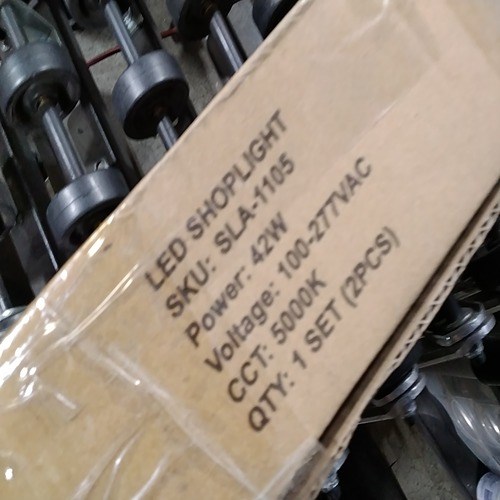 LED SHOPLIGHT
SKU: SLA-1105
Power: 42W
Voltage: 100-277VAC
CCT: 5000K
QTY: 1 SET (2PCS)